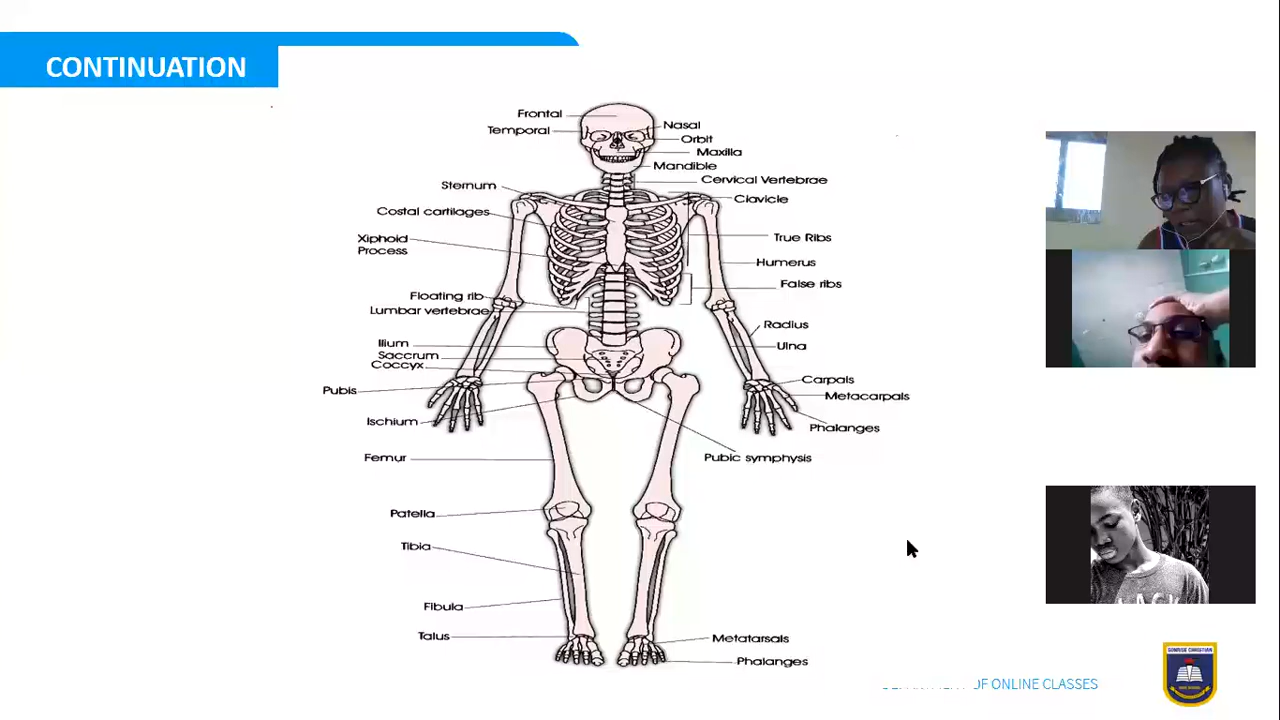 CONTINUATION
Frontal
Temporal
Nasal
Orbit
Maxilla
Mandible
Cervical Vertebrae
Sternum
Clavicle
Costal cartilages
True Ribs
Xiphoid
Process
Humerus
False ribs
Floating rib
Lumbar vertebrae
Radius
Ilium
Ulna
Saccrum
Coccyx
Carpals
Pubis
Metacarpals
Ischium
Phalanges
Femur
Pubic symphysis
Patella
Tibia
Fibula
Talus
Metatarsals
Phalanges
SONRISE CHRISTIAN
OF ONLINE CLASSES